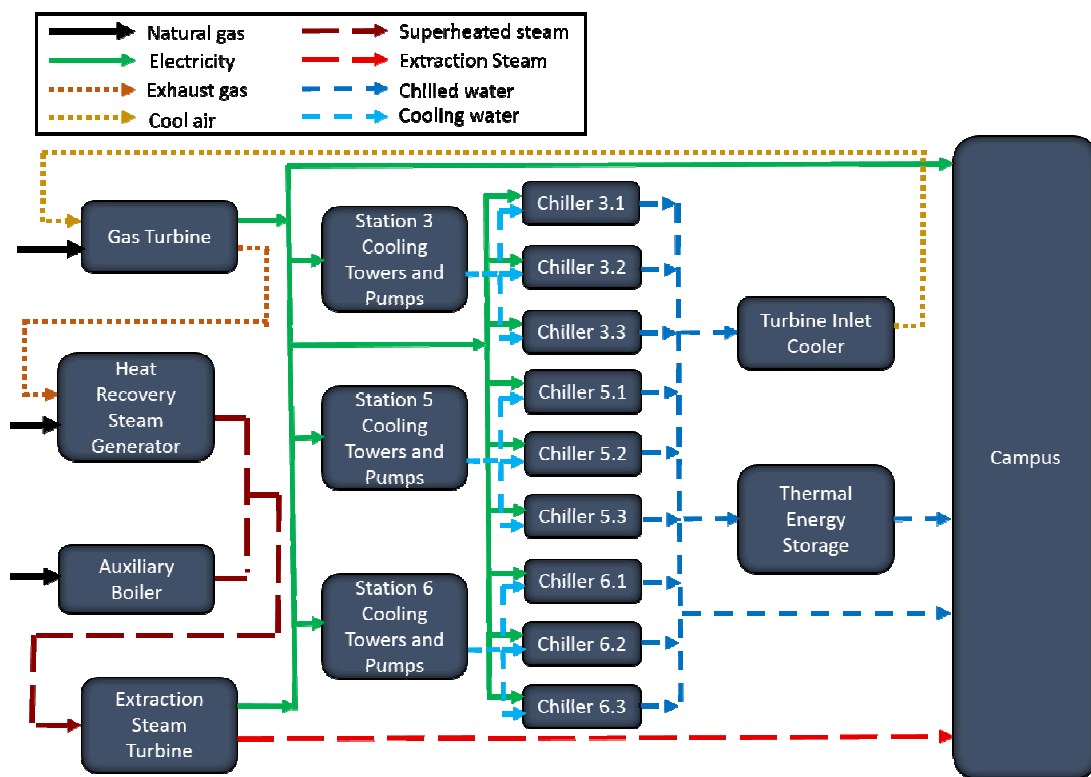 Natural gas
Electricity
Exhaust gas
Cool air
Superheated steam
Extraction Steam
Chilled water
Cooling water
Gas Turbine
Heat
Recovery
Steam
Generator
Auxiliary
Boiler
Extraction
Steam
Turbine
Station 3
Cooling
Towers and
Pumps
Station 5
Cooling
Towers and
Pumps
Station 6
Cooling
Towers and
Pumps
Chiller 3.1
Chiller 3.2
Chiller 3.3
Chiller 5.1
Chiller 5.2
Chiller 5.3
Chiller 6.1
Chiller 6.2
Chiller 6.3
Turbine Inlet
Cooler
Thermal
Energy
Storage
Campus